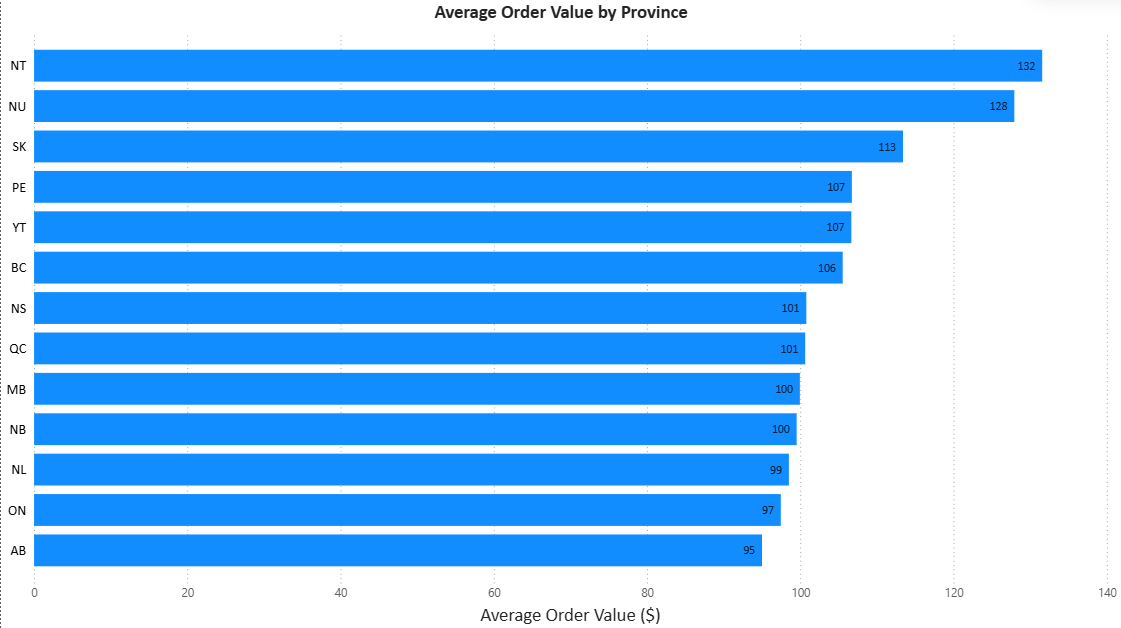 Average Order Value by Province
NT 132
NU 128
SK 113
PE 107
YT 107
BC 106
NS 101
QC 101
MB 100
NB 100
NL 99
ON 97
AB 95
0 20 40 60 80 100 120 140
Average Order Value ($)